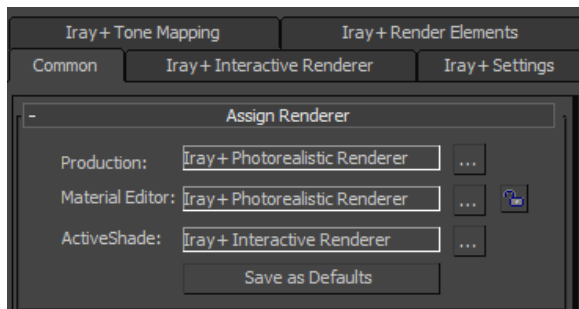 Iray+ Tone Mapping
Iray+ Render Elements
Common
Iray+ Interactive Renderer
Iray+ Settings
- Assign Renderer
Production: Iray+ Photorealistic Renderer ...
Material Editor: Iray+ Photorealistic Renderer ...
ActiveShade: Iray+ Interactive Renderer ...
Save as Defaults